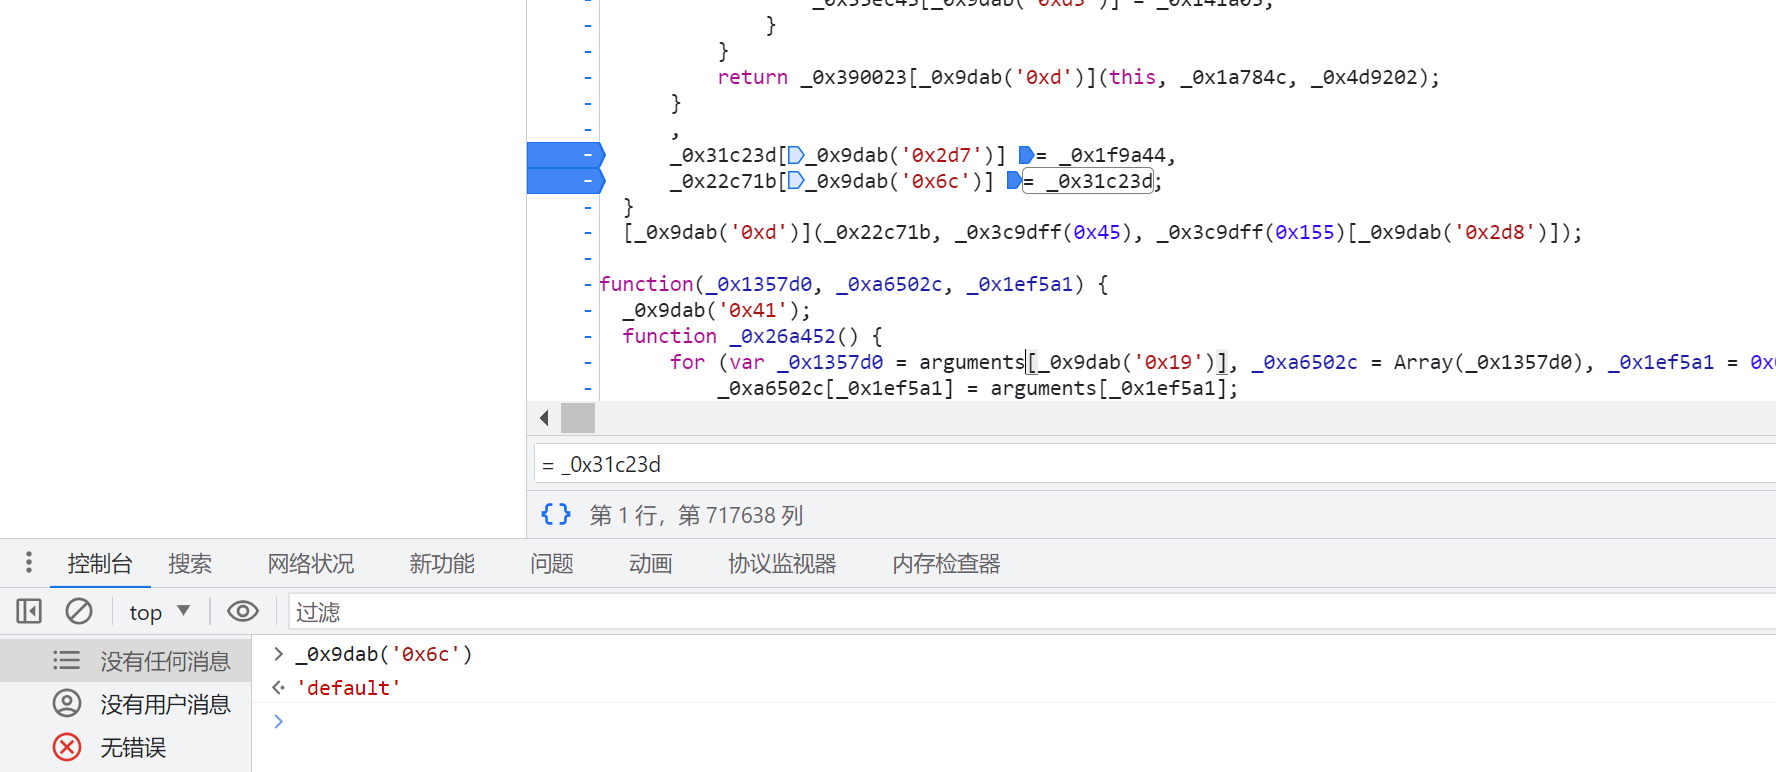 _0x55ec45[_0x9dab('0xd5')] = _0x141a05;
}
}
return _0x390023[_0x9dab('0xd')](this, _0x1a784c, _0x4d9202);
}
,
_0x31c23d[_0x9dab('0x2d7')] = _0x1f9a44,
_0x22c71b[_0x9dab('0x6c')] = _0x31c23d;
}
[_0x9dab('0xd')](_0x22c71b, _0x3c9dff(0x45), _0x3c9dff(0x155)[_0x9dab('0x2d8')]);
function(_0x1357d0, _0xa6502c, _0x1ef5a1) {
_0x9dab('0x41');
function _0x26a452() {
for (var _0x1357d0 = arguments[_0x9dab('0x19')], _0xa6502c = Array(_0x1357d0), _0x1ef5a1 = 0x
_0xa6502c[_0x1ef5a1] = arguments[_0x1ef5a1];
= _0x31c23d
{} 第 1 行，第 717638 列
控制台 搜索 网络状况 新功能 问题 动画 协议监视器 内存检查器
top 过滤
没有任何消息
没有用户消息
无错误
> _0x9dab('0x6c')
'default'
>